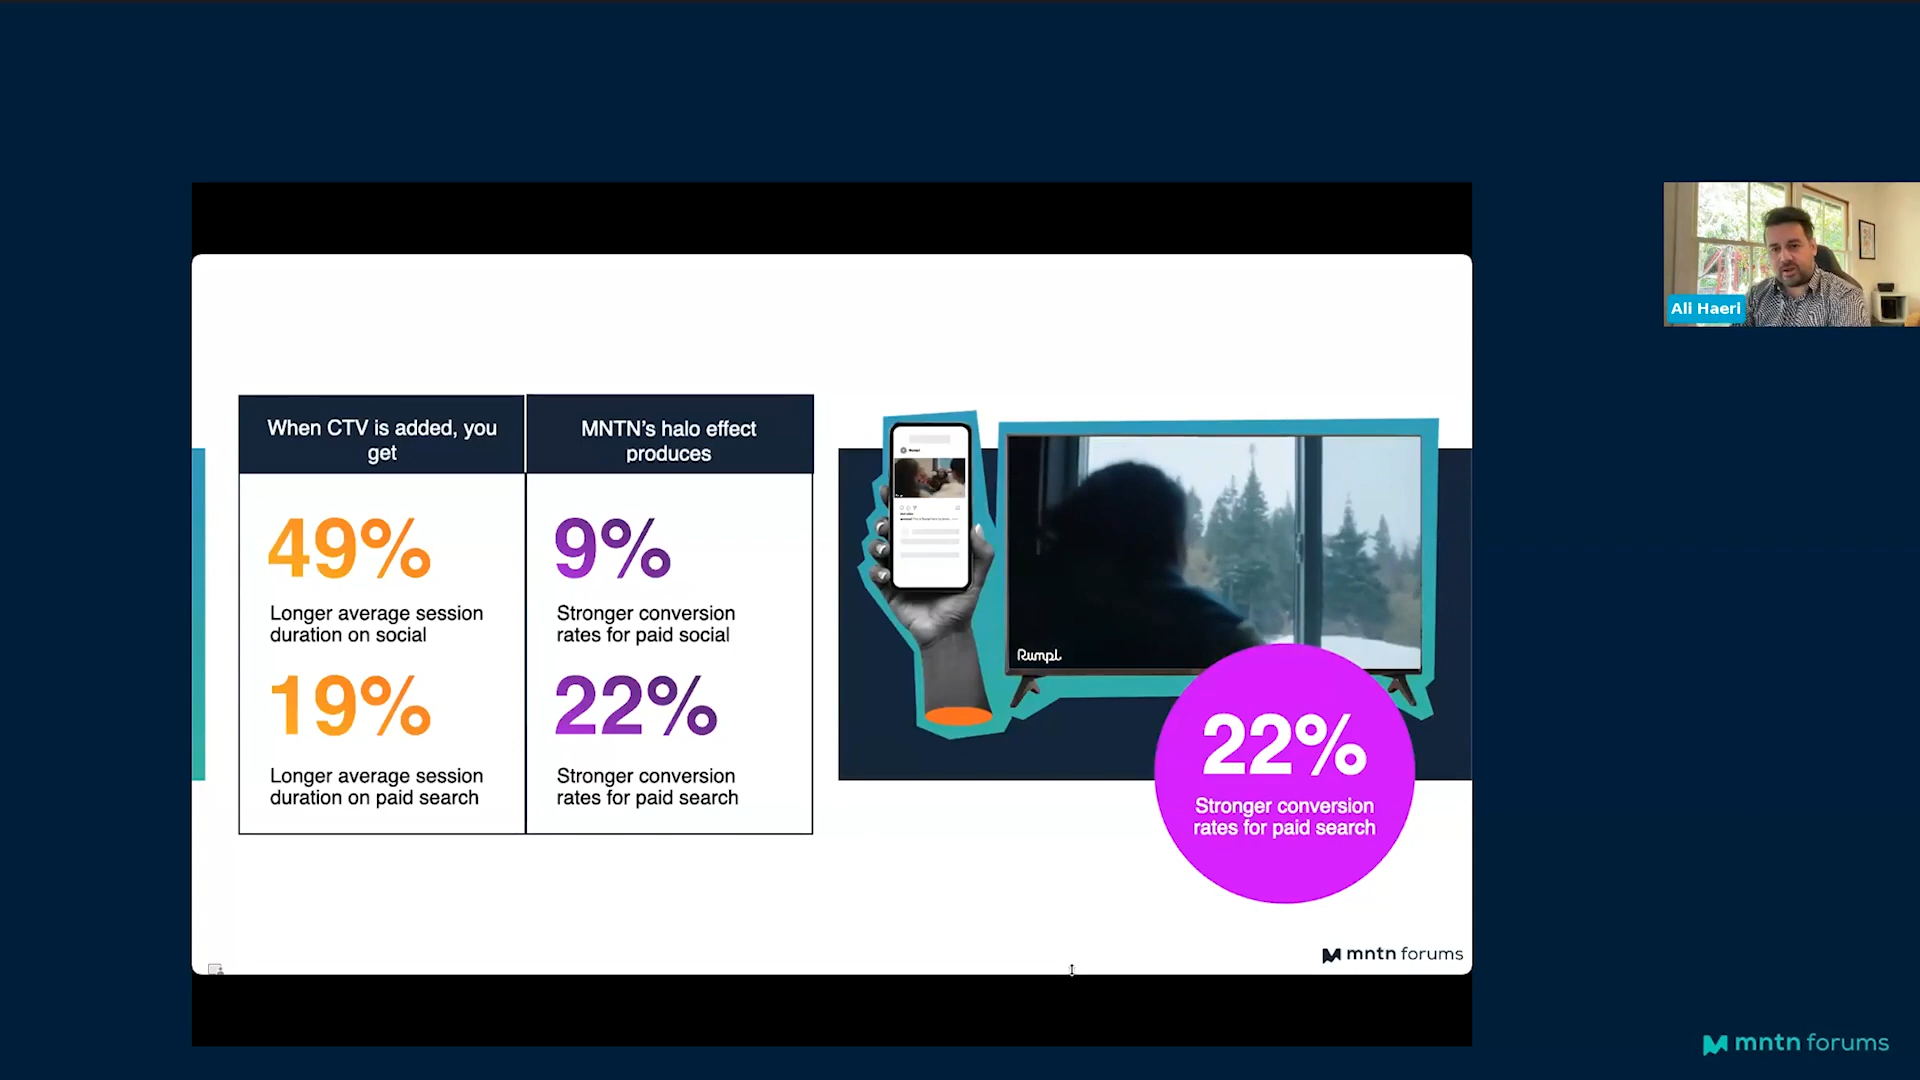 When CTV is added, you
get
MNTN's halo effect
produces
49%
Longer average session
duration on social
19%
Longer average session
duration on paid search
9%
Stronger conversion
rates for paid social
22%
Stronger conversion
rates for paid search
Rumpl
22%
Stronger conversion
rates for paid search
mntn forums
Ali Haeri
mntn forums